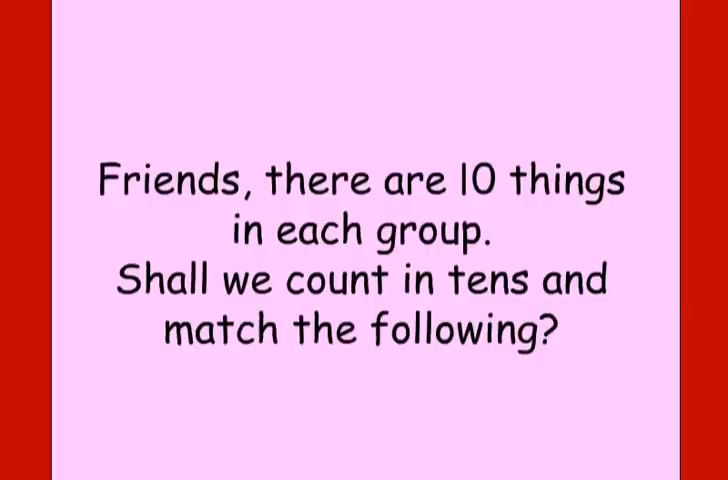 Friends, there are 10 things
in each group.
Shall we count in tens and
match the following?